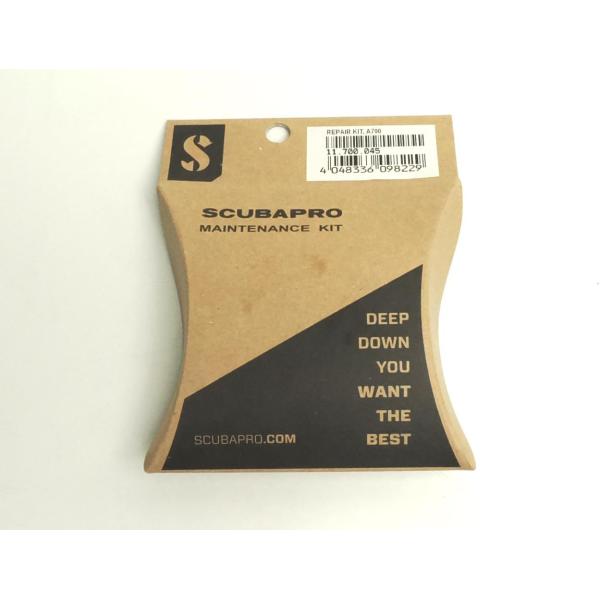 S
REPAIR KIT, A700
11.700.045
4 048336 098229
SCUBAPRO
MAINTENANCE KIT
DEEP
DOWN
YOU
WANT
THE
BEST
SCUBAPRO.COM